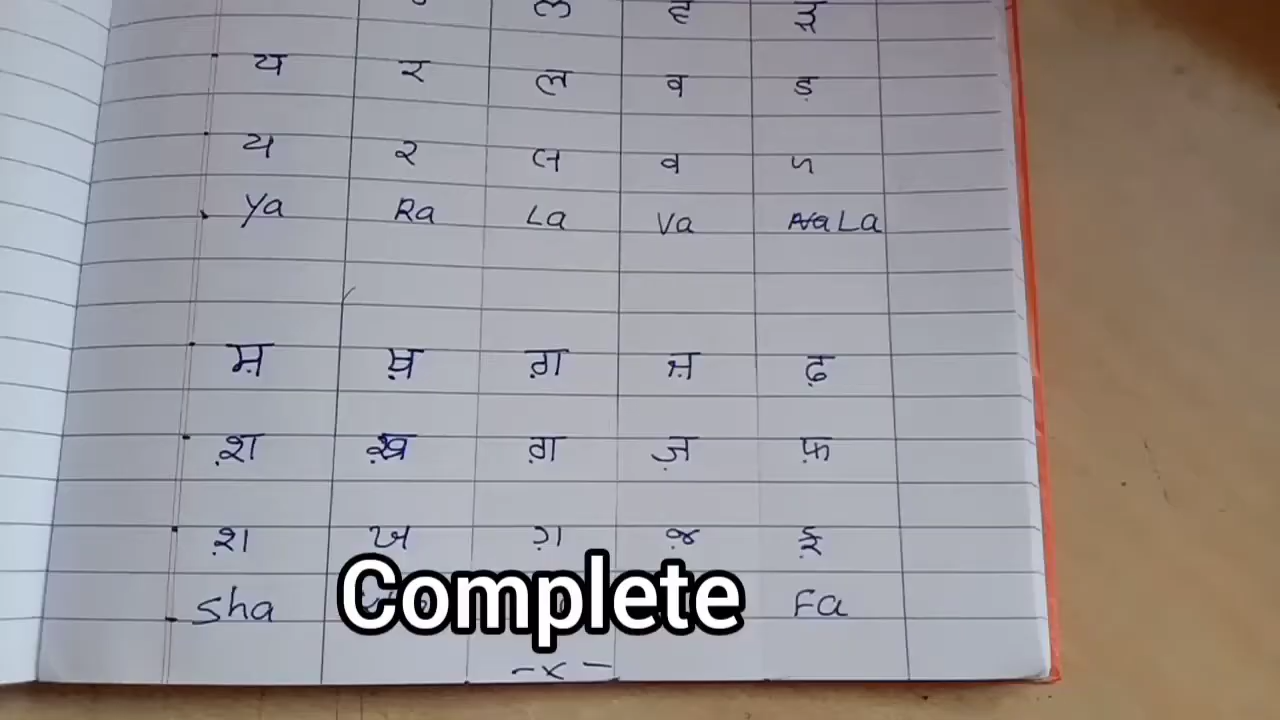 ਲ ਵ ੜ
य र ल व ड़
ય ર લ વ
Ya Ra La Va La
ਸ਼ ਖ਼ ਗ਼ ਜ਼ ਫ਼
श़ ख़ ग़ ज़ फ़
શ઼ ખ ગ઼ જ઼ ફ઼
Sha Fa
Complete
-x-